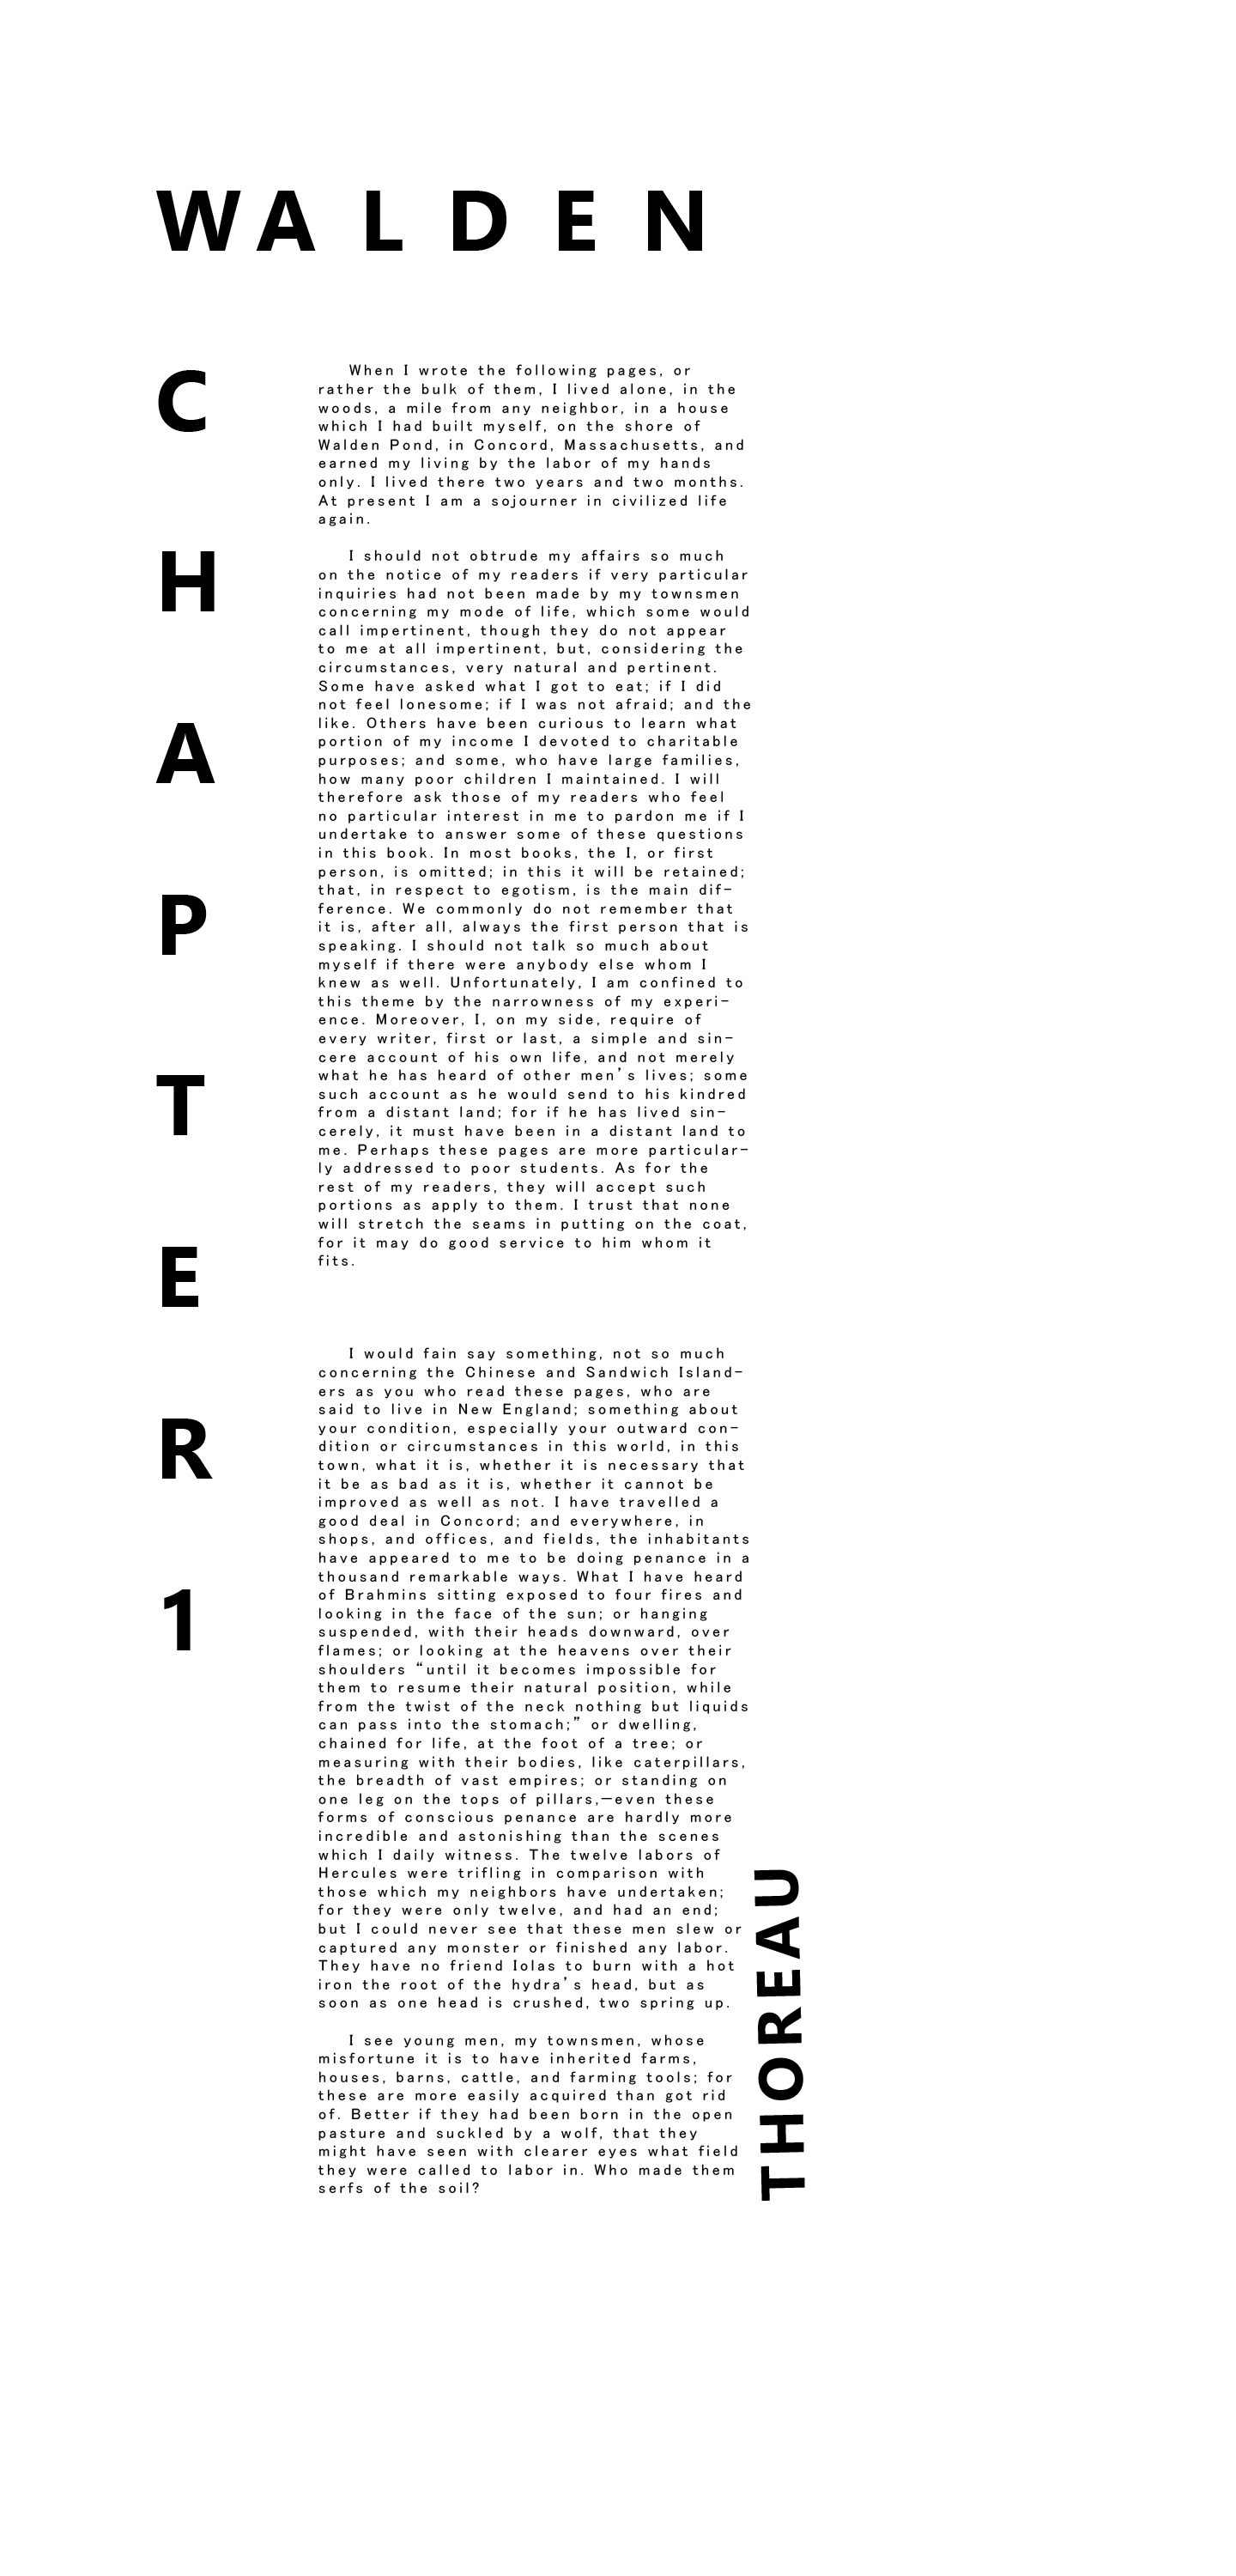 WALDEN
CHAPTER 1
When I wrote the following pages, or
rather the bulk of them, I lived alone, in the
woods, a mile from any neighbor, in a house
which I had built myself, on the shore of
Walden Pond, in Concord, Massachusetts, and
earned my living by the labor of my hands
only. I lived there two years and two months.
At present I am a sojourner in civilized life
again.
I should not obtrude my affairs so much
on the notice of my readers if very particular
inquiries had not been made by my townsmen
concerning my mode of life, which some would
call impertinent, though they do not appear
to me at all impertinent, but, considering the
circumstances, very natural and pertinent.
Some have asked what I got to eat; if I did
not feel lonesome; if I was not afraid; and the
like. Others have been curious to learn what
portion of my income I devoted to charitable
purposes; and some, who have large families,
how many poor children I maintained. I will
therefore ask those of my readers who feel
no particular interest in me to pardon me if I
undertake to answer some of these questions
in this book. In most books, the I, or first
person, is omitted; in this it will be retained;
that, in respect to egotism, is the main dif-
ference. We commonly do not remember that
it is, after all, always the first person that is
speaking. I should not talk so much about
myself if there were anybody else whom I
knew as well. Unfortunately, I am confined to
this theme by the narrowness of my experi-
ence. Moreover, I, on my side, require of
every writer, first or last, a simple and sin-
cere account of his own life, and not merely
what he has heard of other men’s lives; some
such account as he would send to his kindred
from a distant land; for if he has lived sin-
cerely, it must have been in a distant land to
me. Perhaps these pages are more particular-
ly addressed to poor students. As for the
rest of my readers, they will accept such
portions as apply to them. I trust that none
will stretch the seams in putting on the coat,
for it may do good service to him whom it
fits.
I would fain say something, not so much
concerning the Chinese and Sandwich Island-
ers as you who read these pages, who are
said to live in New England; something about
your condition, especially your outward con-
dition or circumstances in this world, in this
town, what it is, whether it is necessary that
it be as bad as it is, whether it cannot be
improved as well as not. I have travelled a
good deal in Concord; and everywhere, in
shops, and offices, and fields, the inhabitants
have appeared to me to be doing penance in a
thousand remarkable ways. What I have heard
of Brahmins sitting exposed to four fires and
looking in the face of the sun; or hanging
suspended, with their heads downward, over
flames; or looking at the heavens over their
shoulders “until it becomes impossible for
them to resume their natural position, while
from the twist of the neck nothing but liquids
can pass into the stomach;” or dwelling,
chained for life, at the foot of a tree; or
measuring with their bodies, like caterpillars,
the breadth of vast empires; or standing on
one leg on the tops of pillars,—even these
forms of conscious penance are hardly more
incredible and astonishing than the scenes
which I daily witness. The twelve labors of
Hercules were trifling in comparison with
those which my neighbors have undertaken;
for they were only twelve, and had an end;
but I could never see that these men slew or
captured any monster or finished any labor.
They have no friend Iolas to burn with a hot
iron the root of the hydra’s head, but as
soon as one head is crushed, two spring up.
I see young men, my townsmen, whose
misfortune it is to have inherited farms,
houses, barns, cattle, and farming tools; for
these are more easily acquired than got rid
of. Better if they had been born in the open
pasture and suckled by a wolf, that they
might have seen with clearer eyes what field
they were called to labor in. Who made them
serfs of the soil?
THOREAU